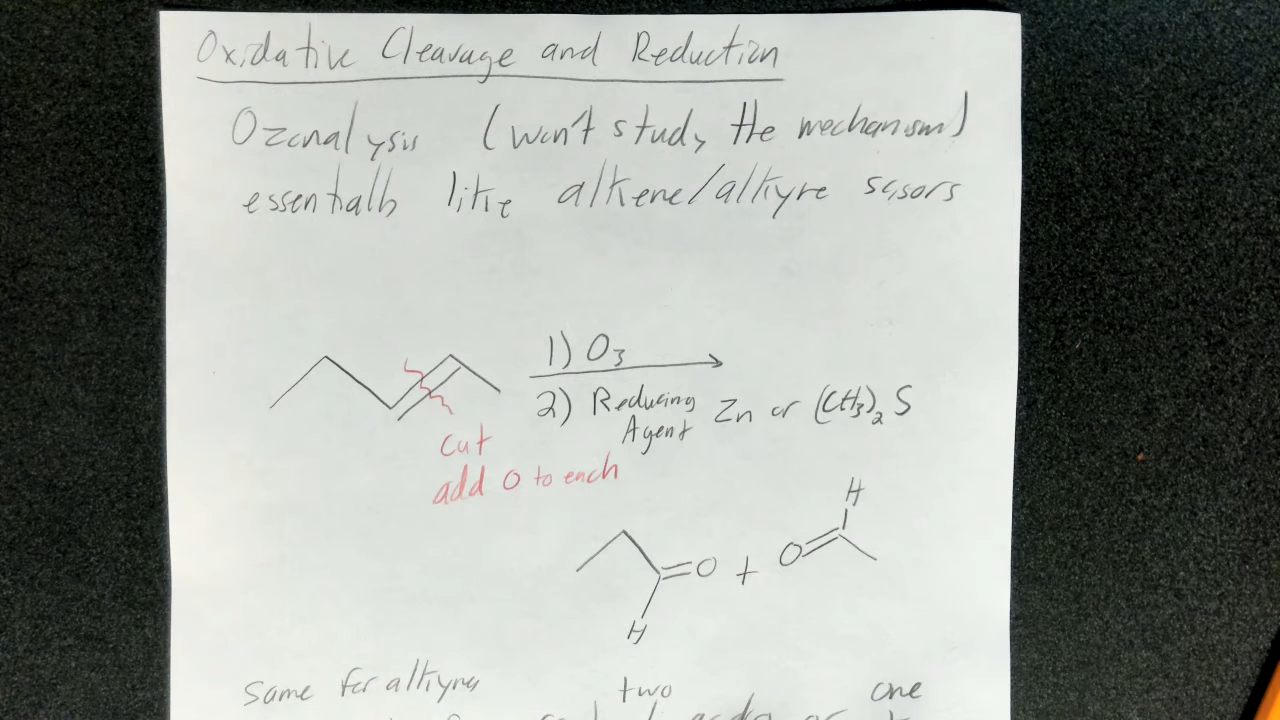 Oxidative Cleavage and Reduction
Ozonalysis (won't study the mechanism)
essentially like alkene/alkyne scisors
1) O₃
2) Reducing Agent Zn or (CH₃)₂S
cut
add O to each
H
O + O
H
Same for alkynes two one